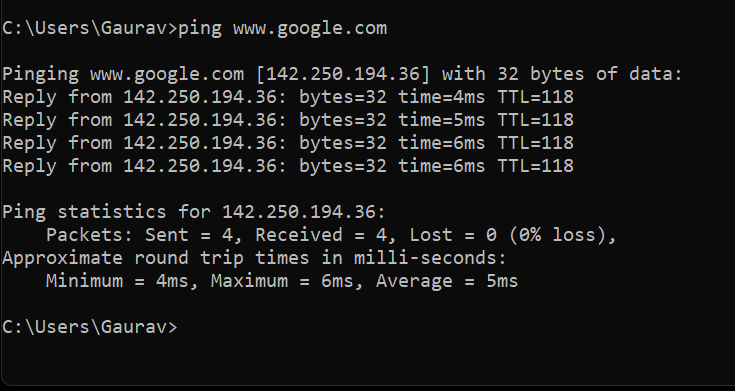 C:\Users\Gaurav>ping www.google.com
Pinging www.google.com [142.250.194.36] with 32 bytes of data:
Reply from 142.250.194.36: bytes=32 time=4ms TTL=118
Reply from 142.250.194.36: bytes=32 time=5ms TTL=118
Reply from 142.250.194.36: bytes=32 time=6ms TTL=118
Reply from 142.250.194.36: bytes=32 time=6ms TTL=118
Ping statistics for 142.250.194.36:
    Packets: Sent = 4, Received = 4, Lost = 0 (0% loss),
Approximate round trip times in milli-seconds:
    Minimum = 4ms, Maximum = 6ms, Average = 5ms
C:\Users\Gaurav>